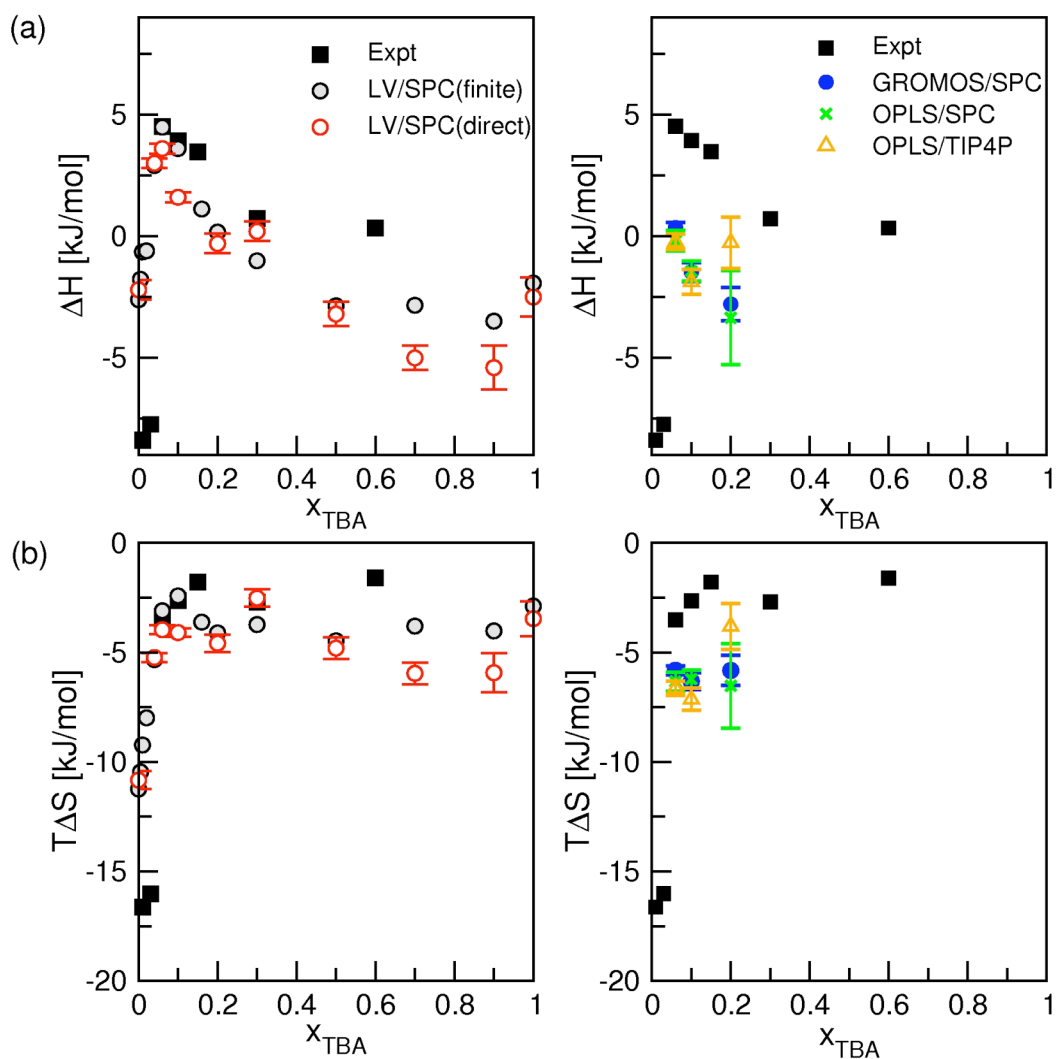 (a)
Expt
LV/SPC(finite)
LV/SPC(direct)
5
0
-5
ΔH [kJ/mol]
0 0.2 0.4 0.6 0.8 1
x_TBA
Expt
GROMOS/SPC
OPLS/SPC
OPLS/TIP4P
5
0
-5
ΔH [kJ/mol]
0 0.2 0.4 0.6 0.8 1
x_TBA
(b)
0
-5
-10
-15
-20
TΔS [kJ/mol]
0 0.2 0.4 0.6 0.8 1
x_TBA
0
-5
-10
-15
-20
TΔS [kJ/mol]
0 0.2 0.4 0.6 0.8 1
x_TBA